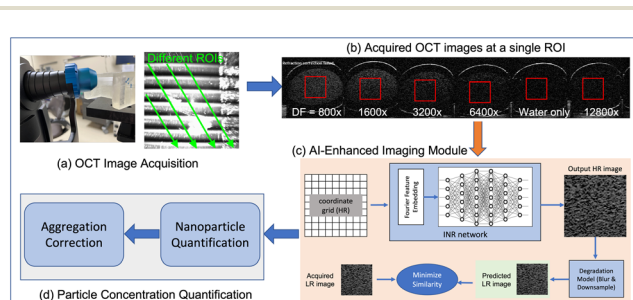 (b) Acquired OCT images at a single ROI
Different ROIs
DF = 800x
1600x
3200x
6400x
Water only
12800x
(a) OCT Image Acquisition
(c) AI-Enhanced Imaging Module
Output HR image
coordinate
grid (HR)
Fourier Feature
Embedding
INR network
Aggregation
Correction
Nanoparticle
Quantification
Acquired
LR image
Minimize
Similarity
Predicted
LR image
Degradation
Model (Blur &
Downsample)
(d) Particle Concentration Quantification